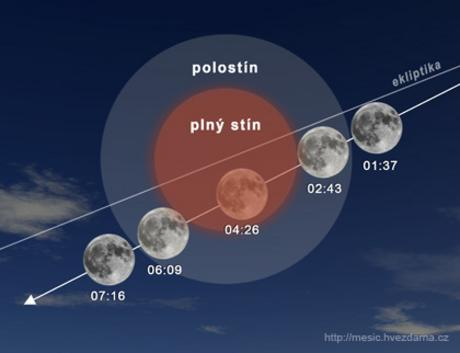 polostín
ekliptika
plný stín
01:37
02:43
04:26
06:09
07:16
http://mesic.hvezdarna.cz